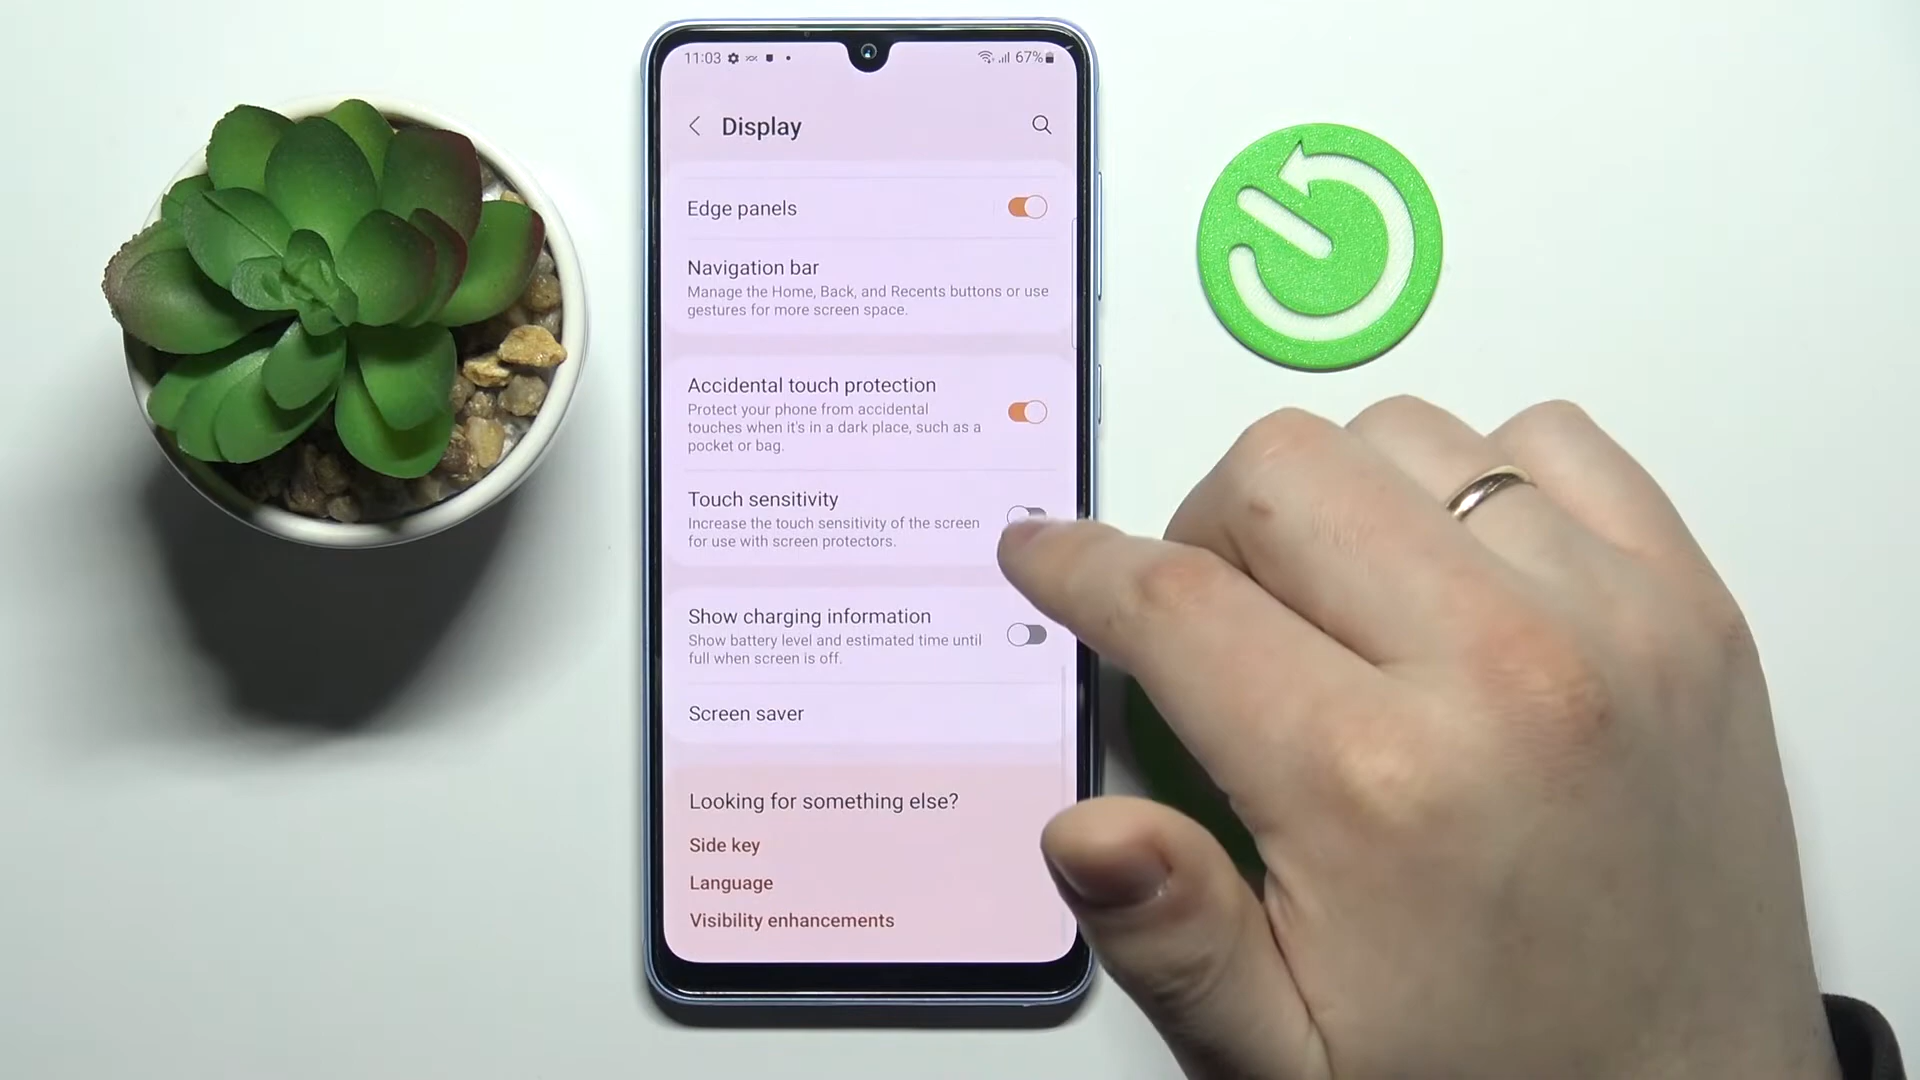 11:03
67%
Display
Edge panels
Navigation bar
Manage the Home, Back, and Recents buttons or use
gestures for more screen space.
Accidental touch protection
Protect your phone from accidental
touches when it's in a dark place, such as a
pocket or bag.
Touch sensitivity
Increase the touch sensitivity of the screen
for use with screen protectors.
Show charging information
Show battery level and estimated time until
full when screen is off.
Screen saver
Looking for something else?
Side key
Language
Visibility enhancements